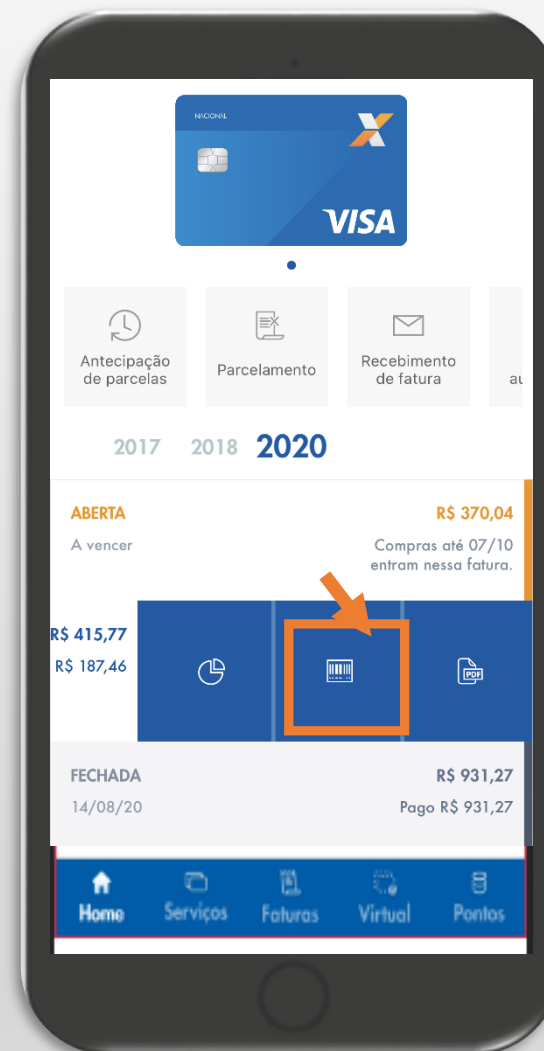 NACIONAL
VISA
Antecipação
de parcelas
Parcelamento
Recebimento
de fatura
au
2017 2018 2020
ABERTA R$ 370,04
A vencer Compras até 07/10
entram nessa fatura.
R$ 415,77
R$ 187,46
PDF
FECHADA R$ 931,27
14/08/20 Pago R$ 931,27
Home Serviços Faturas Virtual Pontos